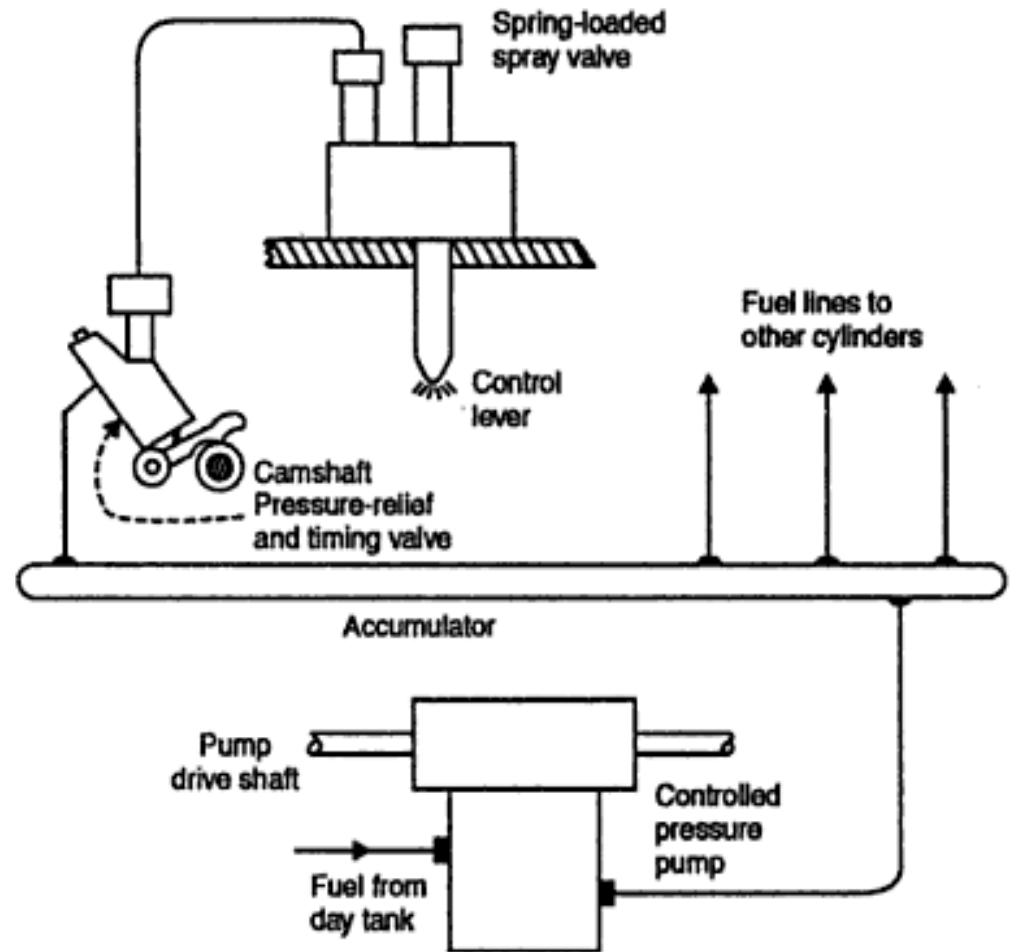 Spring-loaded
spray valve
Fuel lines to
other cylinders
Control
lever
Camshaft
Pressure-relief
and timing valve
Accumulator
Pump
drive shaft
Controlled
pressure
pump
Fuel from
day tank